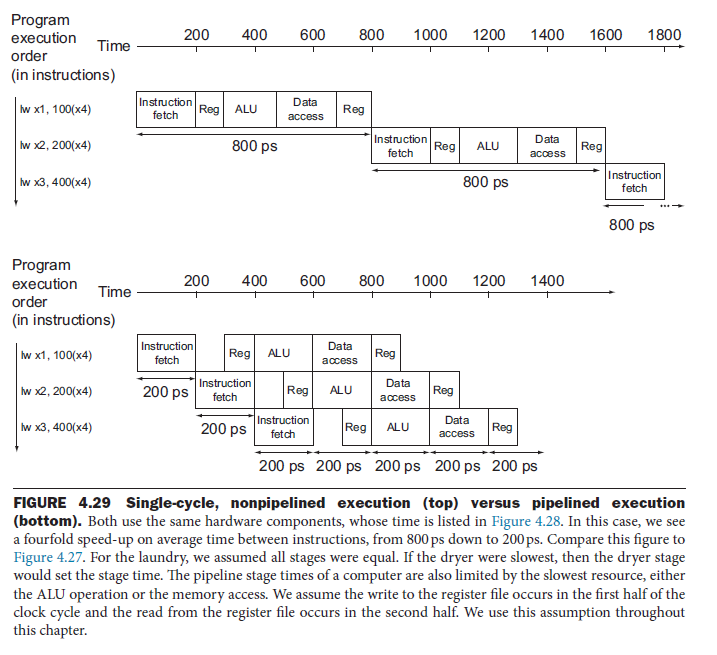 Program
execution
order
(in instructions)
Time
200 400 600 800 1000 1200 1400 1600 1800
lw x1, 100(x4)
Instruction
fetch
Reg
ALU
Data
access
Reg
800 ps
lw x2, 200(x4)
Instruction
fetch
Reg
ALU
Data
access
Reg
800 ps
lw x3, 400(x4)
Instruction
fetch
...
800 ps
Program
execution
order
(in instructions)
Time
200 400 600 800 1000 1200 1400
lw x1, 100(x4)
Instruction
fetch
Reg
ALU
Data
access
Reg
200 ps
lw x2, 200(x4)
Instruction
fetch
Reg
ALU
Data
access
Reg
200 ps
lw x3, 400(x4)
Instruction
fetch
Reg
ALU
Data
access
Reg
200 ps 200 ps 200 ps 200 ps 200 ps
FIGURE 4.29 Single-cycle, nonpipelined execution (top) versus pipelined execution
(bottom). Both use the same hardware components, whose time is listed in Figure 4.28. In this case, we see
a fourfold speed-up on average time between instructions, from 800 ps down to 200 ps. Compare this figure to
Figure 4.27. For the laundry, we assumed all stages were equal. If the dryer were slowest, then the dryer stage
would set the stage time. The pipeline stage times of a computer are also limited by the slowest resource, either
the ALU operation or the memory access. We assume the write to the register file occurs in the first half of the
clock cycle and the read from the register file occurs in the second half. We use this assumption throughout
this chapter.